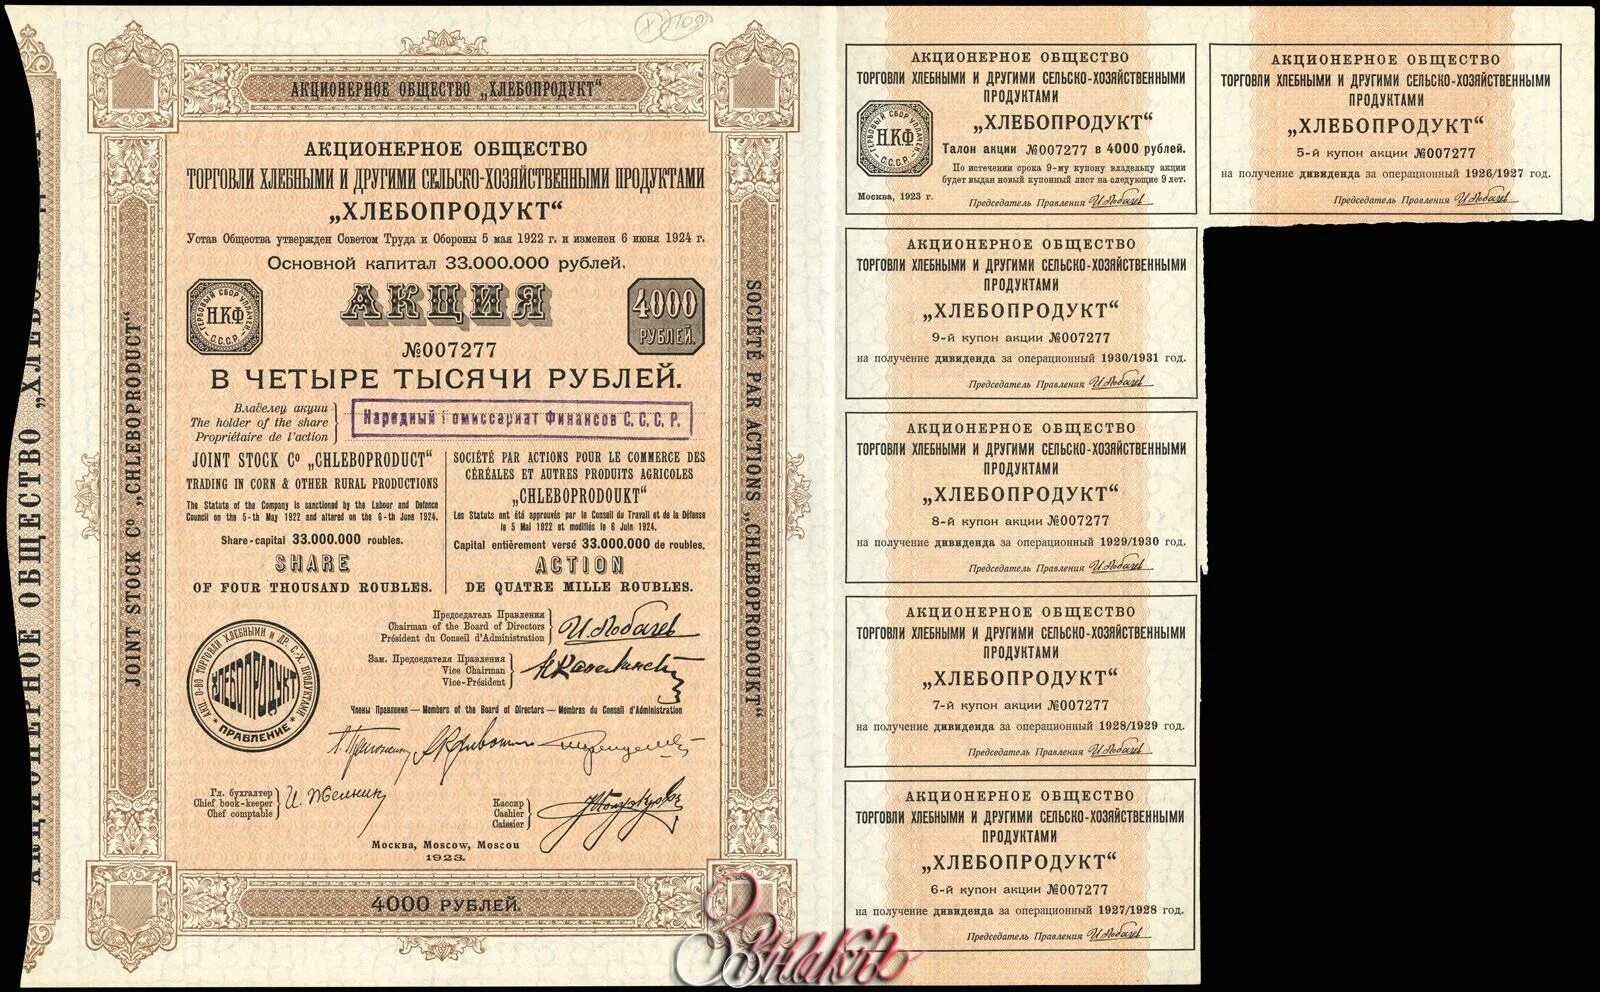 АКЦИОНЕРНОЕ ОБЩЕСТВО „ХЛЕБОПРОДУКТ“
АКЦИОНЕРНОЕ ОБЩЕСТВО
ТОРГОВЛИ ХЛЕБНЫМИ И ДРУГИМИ СЕЛЬСКО-ХОЗЯЙСТВЕННЫМИ ПРОДУКТАМИ
„ХЛЕБОПРОДУКТ“
Устав Общества утвержден Советом Труда и Обороны 5 мая 1922 г. и изменен 6 июня 1924 г.
Основной капитал 33.000.000 рублей.
АКЦИЯ
ГЕРБОВЫЙ СБОР УПЛАЧЕН
Н.К.Ф.
С.С.С.Р.
4000
РУБЛЕЙ.
№007277
В ЧЕТЫРЕ ТЫСЯЧИ РУБЛЕЙ.
Владелец акции
The holder of the share
Propriétaire de l'action
Народный Комиссариат Финансов С.С.С.Р.
JOINT STOCK Cº „CHLEBOPRODUCT“
TRADING IN CORN & OTHER RURAL PRODUCTIONS
The Statute of the Company is sanctioned by the Labour and Defence
Council on the 5-th May 1922 and altered on the 6-th June 1924.
Share-capital 33.000.000 roubles.
SHARE
OF FOUR THOUSAND ROUBLES.
SOCIÉTÉ PAR ACTIONS POUR LE COMMERCE DES
CÉRÉALES ET AUTRES PRODUITS AGRICOLES
„CHLEBOPRODOUKT“
Les Statuts ont été approuvés par le Conseil du Travail et de la Défense
le 5 Mai 1922 et modifiés le 6 Juin 1924.
Capital entièrement versé 33.000.000 de roubles.
ACTION
DE QUATRE MILLE ROUBLES.
Председатель Правления
Chairman of the Board of Directors
Président du Conseil d'Administration
Зам. Председателя Правления
Vice Chairman
Vice-Président
Члены Правления — Members of the Board of Directors — Membres du Conseil d'Administration
АКЦ. О-ВО ТОРГОВЛИ ХЛЕБНЫМИ И ДР. С.-Х. ПРОДУКТАМИ
ХЛЕБОПРОДУКТ
ПРАВЛЕНИЕ
Гл. бухгалтер
Chief book-keeper
Chef comptable
Кассир
Cashier
Caissier
Москва, Moscow, Moscou
1923.
4000 РУБЛЕЙ.
JOINT STOCK Cº „CHLEBOPRODUCT“
SOCIÉTÉ PAR ACTIONS „CHLEBOPRODOUKT“
АКЦИОНЕРНОЕ ОБЩЕСТВО
АКЦИОНЕРНОЕ ОБЩЕСТВО
ТОРГОВЛИ ХЛЕБНЫМИ И ДРУГИМИ СЕЛЬСКО-ХОЗЯЙСТВЕННЫМИ
ПРОДУКТАМИ
„ХЛЕБОПРОДУКТ“
ГЕРБОВЫЙ СБОР УПЛАЧЕН
Н.К.Ф.
С.С.С.Р.
Талон акции №007277 в 4000 рублей.
По истечении срока 9-му купону владельцу акции
будет выдан новый купонный лист на следующие 9 лет.
Москва, 1923 г.
Председатель Правления
АКЦИОНЕРНОЕ ОБЩЕСТВО
ТОРГОВЛИ ХЛЕБНЫМИ И ДРУГИМИ СЕЛЬСКО-ХОЗЯЙСТВЕННЫМИ
ПРОДУКТАМИ
„ХЛЕБОПРОДУКТ“
5-й купон акции №007277
на получение дивиденда за операционный 1926/1927 год.
Председатель Правления
АКЦИОНЕРНОЕ ОБЩЕСТВО
ТОРГОВЛИ ХЛЕБНЫМИ И ДРУГИМИ СЕЛЬСКО-ХОЗЯЙСТВЕННЫМИ
ПРОДУКТАМИ
„ХЛЕБОПРОДУКТ“
9-й купон акции №007277
на получение дивиденда за операционный 1930/1931 год.
Председатель Правления
АКЦИОНЕРНОЕ ОБЩЕСТВО
ТОРГОВЛИ ХЛЕБНЫМИ И ДРУГИМИ СЕЛЬСКО-ХОЗЯЙСТВЕННЫМИ
ПРОДУКТАМИ
„ХЛЕБОПРОДУКТ“
8-й купон акции №007277
на получение дивиденда за операционный 1929/1930 год.
Председатель Правления
АКЦИОНЕРНОЕ ОБЩЕСТВО
ТОРГОВЛИ ХЛЕБНЫМИ И ДРУГИМИ СЕЛЬСКО-ХОЗЯЙСТВЕННЫМИ
ПРОДУКТАМИ
„ХЛЕБОПРОДУКТ“
7-й купон акции №007277
на получение дивиденда за операционный 1928/1929 год.
Председатель Правления
АКЦИОНЕРНОЕ ОБЩЕСТВО
ТОРГОВЛИ ХЛЕБНЫМИ И ДРУГИМИ СЕЛЬСКО-ХОЗЯЙСТВЕННЫМИ
ПРОДУКТАМИ
„ХЛЕБОПРОДУКТ“
6-й купон акции №007277
на получение дивиденда за операционный 1927/1928 год.
Председатель Правления
Знакъ